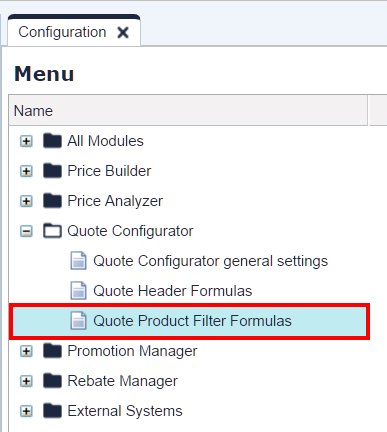 Configuration
Menu
Name
All Modules
Price Builder
Price Analyzer
Quote Configurator
Quote Configurator general settings
Quote Header Formulas
Quote Product Filter Formulas
Promotion Manager
Rebate Manager
External Systems